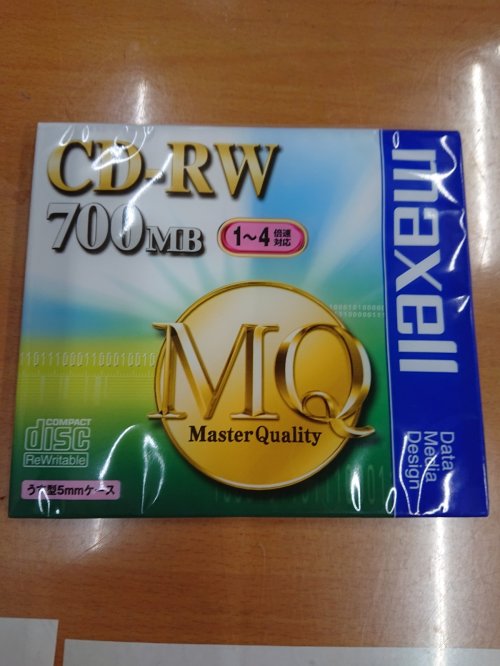 CD-RW
700MB
1~4 倍速
対応
maxell
MQ
Master Quality
COMPACT
disc
ReWritable
Data
Media
Design
うす型5mmケース